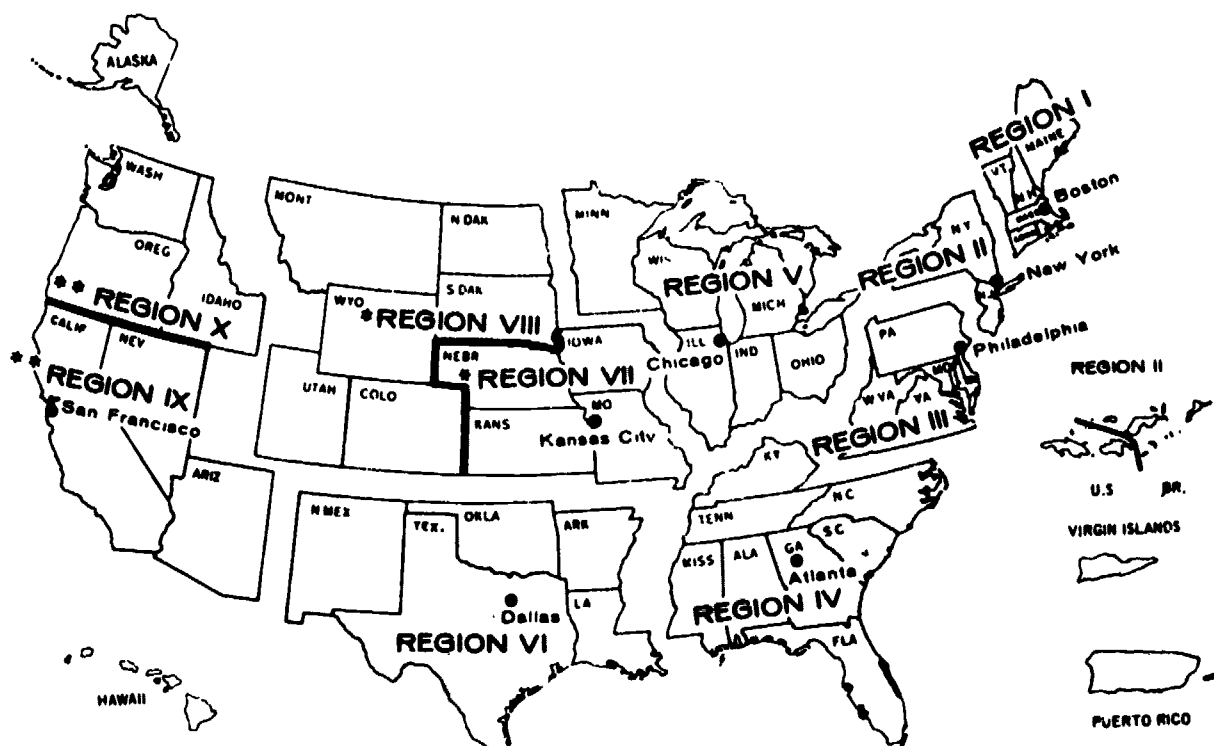 ALASKA
REGION I
MAINE
WASH
VT.
N.H.
Boston
MONT
N DAK
MINN
N Y
OREG
WIS
REGION II
New York
S DAK
REGION V
N.J.
IDAHO
WYO
MICH
** REGION X
*REGION VIII
CALIF
NEV
PA
IOWA
ILL
Philadelphia
NEBR
Chicago
IND
OHIO
MD
**
REGION IX
* REGION VII
REGION II
UTAH
COLO
W VA
VA
San Francisco
MO
KANS
REGION III
Kansas City
KY
ARIZ
U.S
BR.
N MEX
OKLA
N C
TEX.
ARK
TENN
S C
VIRGIN ISLANDS
MISS
ALA
GA
Atlanta
LA
Dallas
REGION IV
REGION VI
FLA
HAWAII
PUERTO RICO